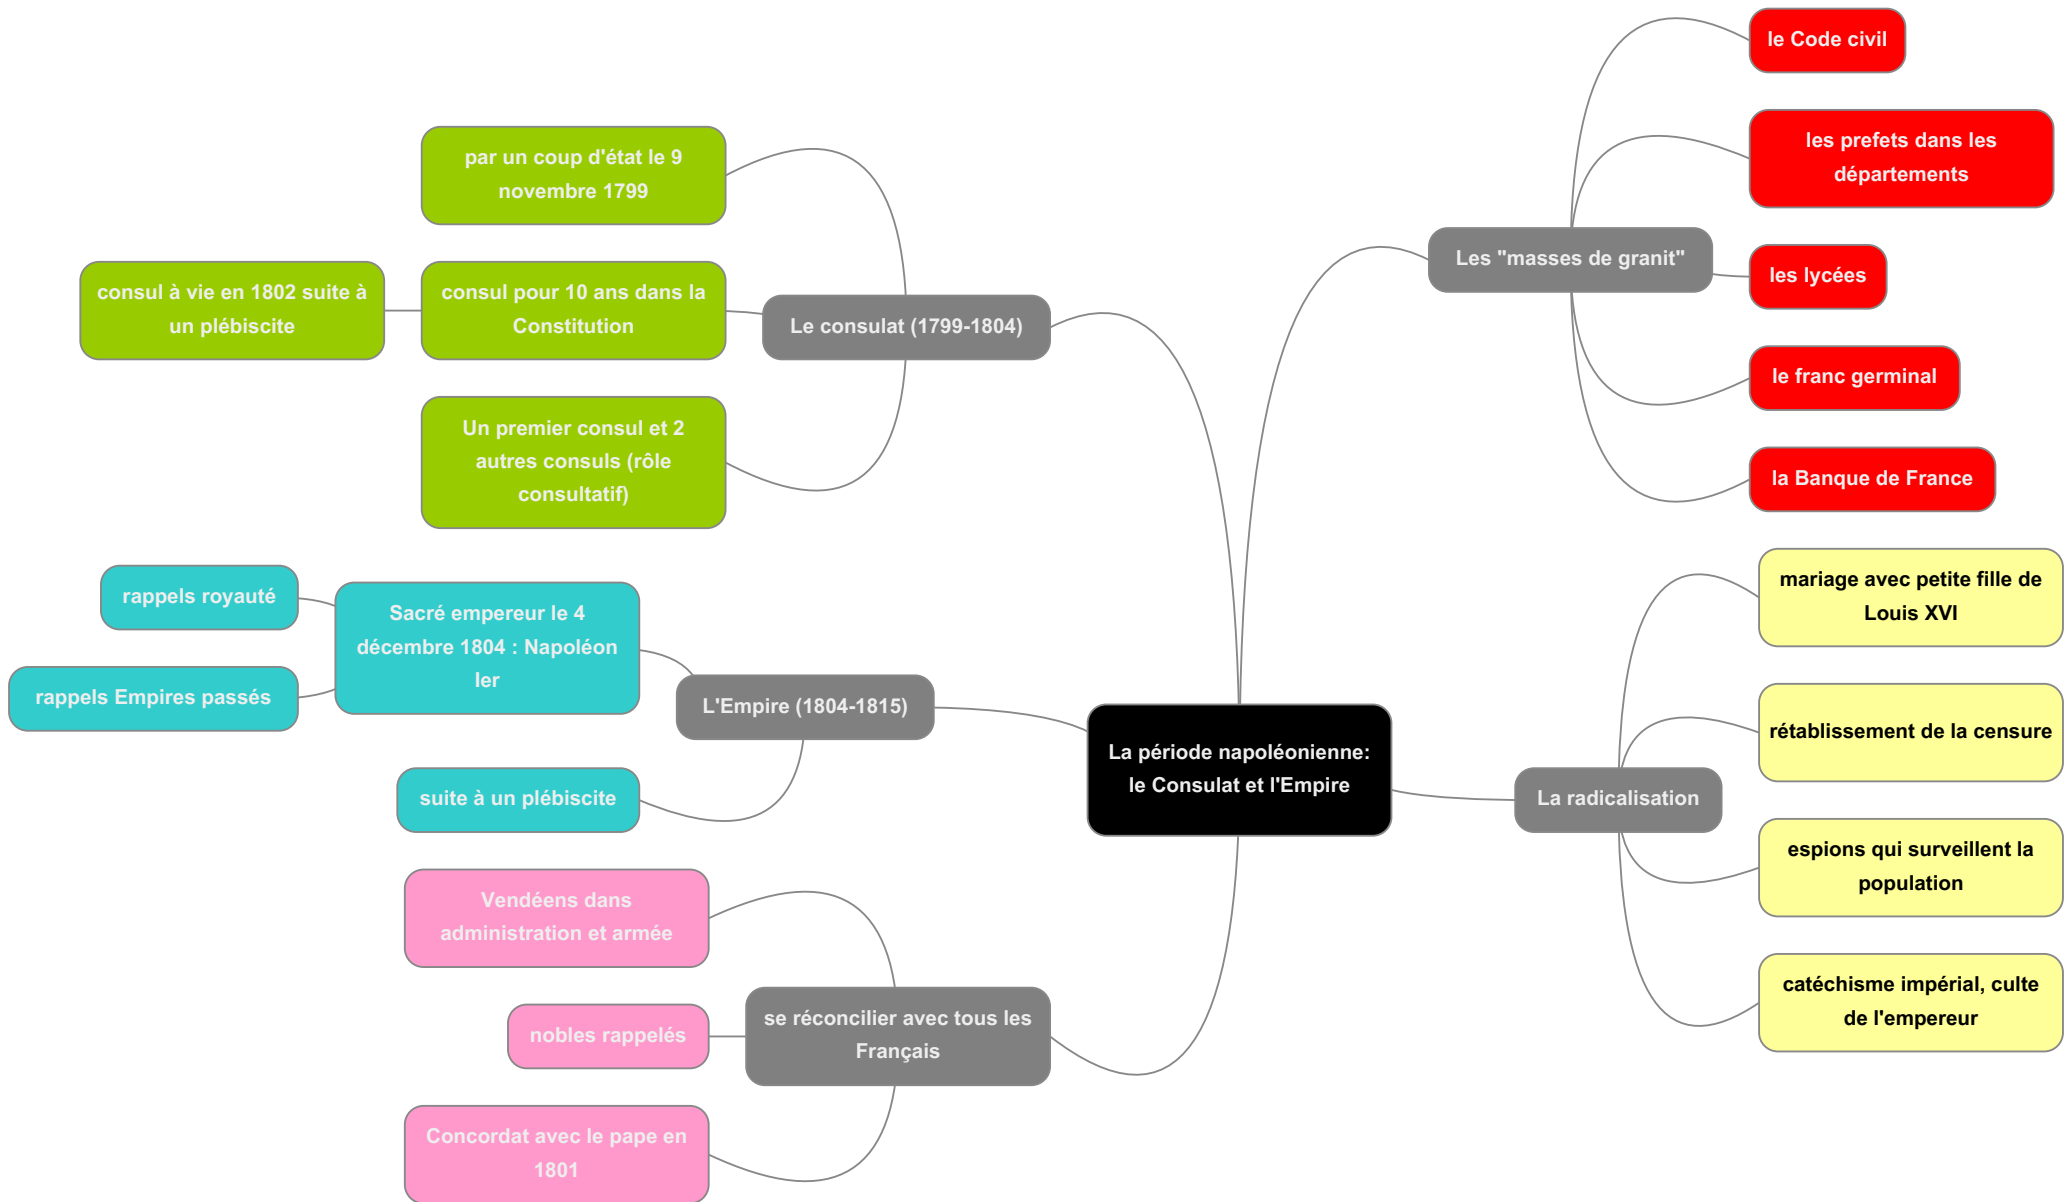 La période napoléonienne:
le Consulat et l'Empire
Le consulat (1799-1804)
par un coup d'état le 9
novembre 1799
consul pour 10 ans dans la
Constitution
consul à vie en 1802 suite à
un plébiscite
Un premier consul et 2
autres consuls (rôle
consultatif)
L'Empire (1804-1815)
Sacré empereur le 4
décembre 1804 : Napoléon
Ier
rappels royauté
rappels Empires passés
suite à un plébiscite
se réconcilier avec tous les
Français
Vendéens dans
administration et armée
nobles rappelés
Concordat avec le pape en
1801
Les "masses de granit"
le Code civil
les prefets dans les
départements
les lycées
le franc germinal
la Banque de France
La radicalisation
mariage avec petite fille de
Louis XVI
rétablissement de la censure
espions qui surveillent la
population
catéchisme impérial, culte
de l'empereur